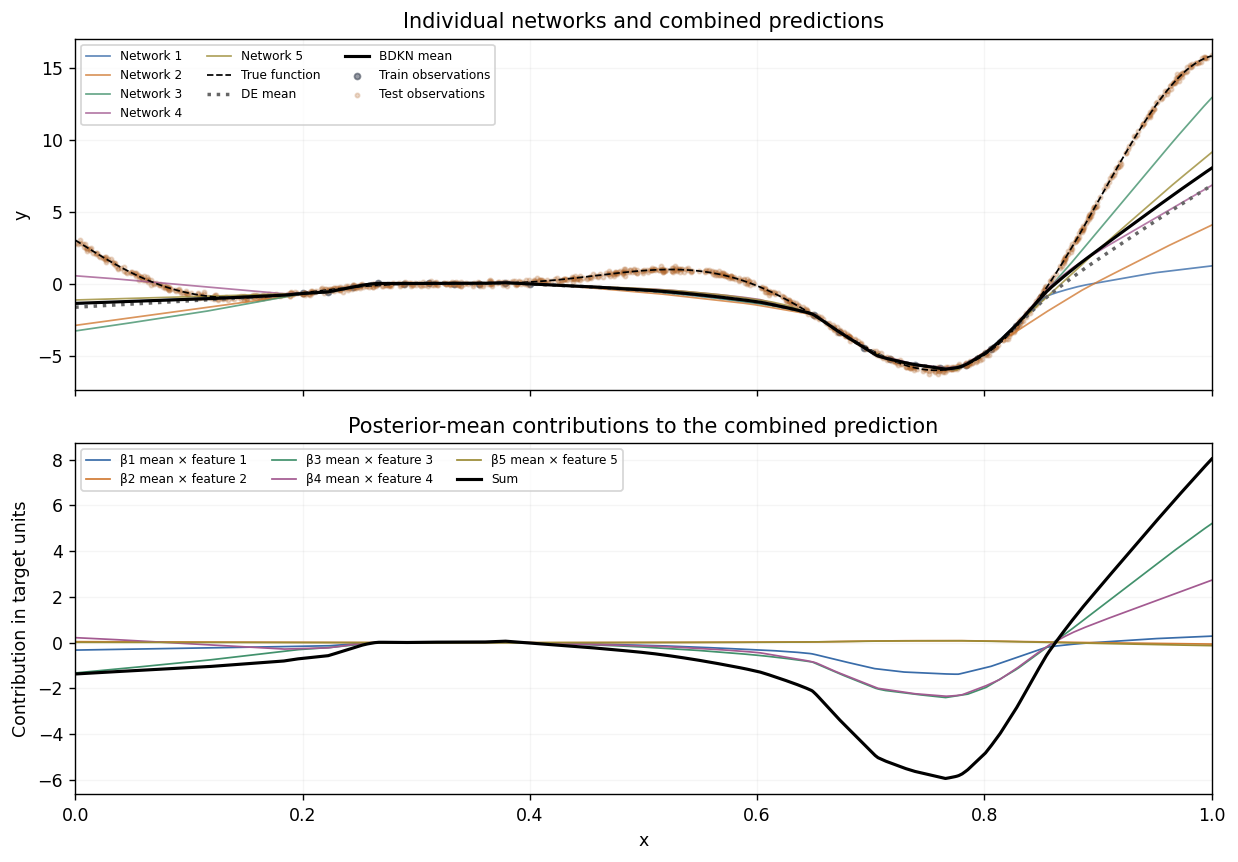 Individual networks and combined predictions
Network 1
Network 2
Network 3
Network 4
Network 5
True function
DE mean
BDKN mean
Train observations
Test observations
y
15
10
5
0
−5
Posterior-mean contributions to the combined prediction
β1 mean × feature 1
β2 mean × feature 2
β3 mean × feature 3
β4 mean × feature 4
β5 mean × feature 5
Sum
Contribution in target units
8
6
4
2
0
−2
−4
−6
0.0 0.2 0.4 0.6 0.8 1.0
x